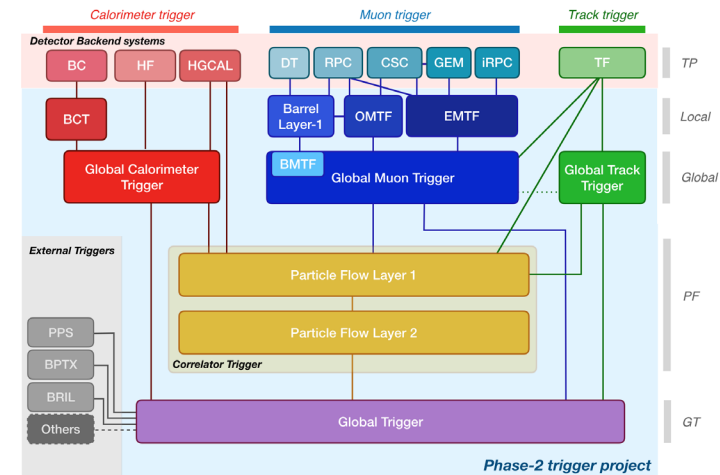 Calorimeter trigger
Muon trigger
Track trigger
Detector Backend systems
BC
HF
HGCAL
DT
RPC
CSC
GEM
iRPC
TF
TP
BCT
Barrel
Layer-1
OMTF
EMTF
Local
Global Calorimeter
Trigger
BMTF
Global Muon Trigger
Global Track
Trigger
Global
External Triggers
Particle Flow Layer 1
PF
PPS
Particle Flow Layer 2
BPTX
Correlator Trigger
BRIL
Others
Global Trigger
GT
Phase-2 trigger project